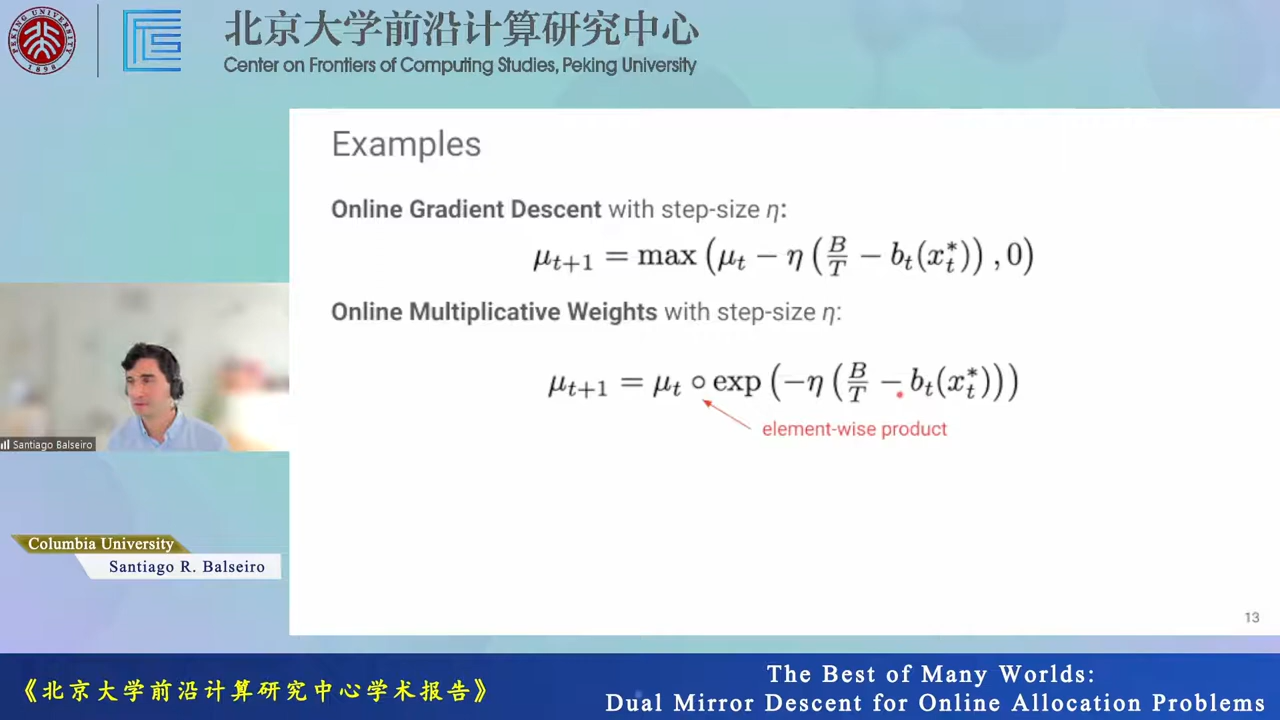 PEKING UNIVERSITY
1898
北京大学前沿计算研究中心
Center on Frontiers of Computing Studies, Peking University
Examples
Online Gradient Descent with step-size η:
μ_{t+1} = max (μ_t − η (B/T − b_t(x_t^*)) , 0)
Online Multiplicative Weights with step-size η:
μ_{t+1} = μ_t ∘ exp (−η (B/T − b_t(x_t^*)))
element-wise product
Santiago Balseiro
Columbia University
Santiago R. Balseiro
13
《北京大学前沿计算研究中心学术报告》
The Best of Many Worlds:
Dual Mirror Descent for Online Allocation Problems